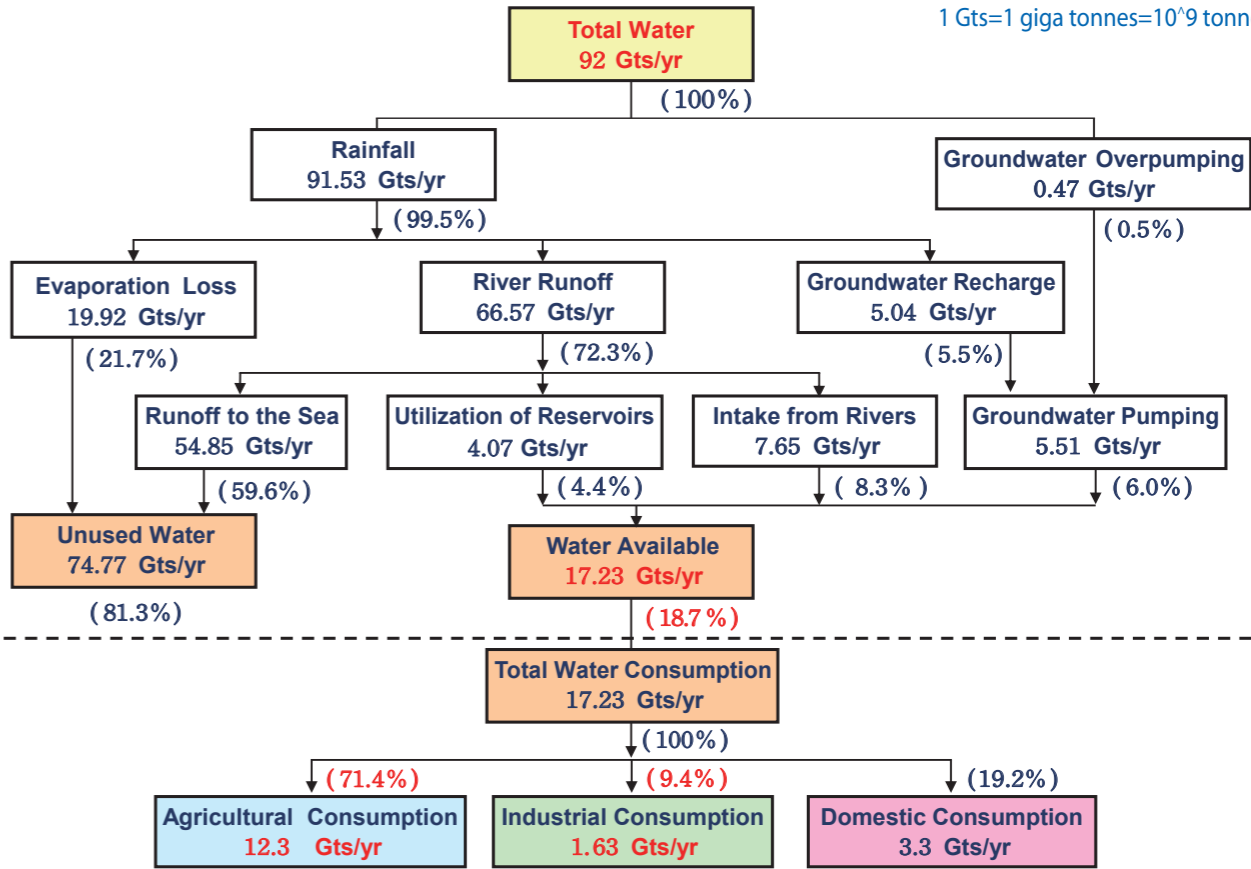 1 Gts=1 giga tonnes=10^9 tonn
Total Water
92 Gts/yr
(100%)
Rainfall
91.53 Gts/yr
Groundwater Overpumping
0.47 Gts/yr
(99.5%)
(0.5%)
Evaporation Loss
19.92 Gts/yr
River Runoff
66.57 Gts/yr
Groundwater Recharge
5.04 Gts/yr
(21.7%)
(72.3%)
(5.5%)
Runoff to the Sea
54.85 Gts/yr
Utilization of Reservoirs
4.07 Gts/yr
Intake from Rivers
7.65 Gts/yr
Groundwater Pumping
5.51 Gts/yr
(59.6%)
(4.4%)
(8.3%)
(6.0%)
Unused Water
74.77 Gts/yr
Water Available
17.23 Gts/yr
(81.3%)
(18.7%)
Total Water Consumption
17.23 Gts/yr
(100%)
(71.4%)
(9.4%)
(19.2%)
Agricultural Consumption
12.3 Gts/yr
Industrial Consumption
1.63 Gts/yr
Domestic Consumption
3.3 Gts/yr